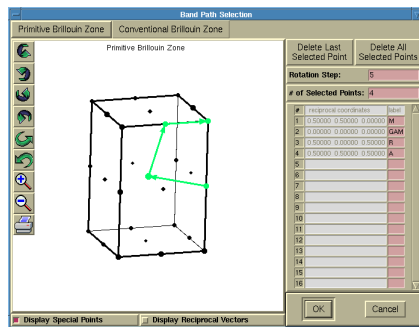 Band Path Selection
Primitive Brillouin Zone
Conventional Brillouin Zone
Primitive Brillouin Zone
Delete Last Selected Point
Delete All Selected Points
Rotation Step: 5
# of Selected Points: 4
# reciprocal coordinates label
1 0.50000 0.50000 0.00000 M
2 0.00000 0.00000 0.00000 GAM
3 0.00000 0.50000 0.50000 R
4 0.50000 0.50000 0.50000 A
5
6
7
8
9
10
11
12
13
14
15
16
OK
Cancel
Display Special Points
Display Reciprocal Vectors